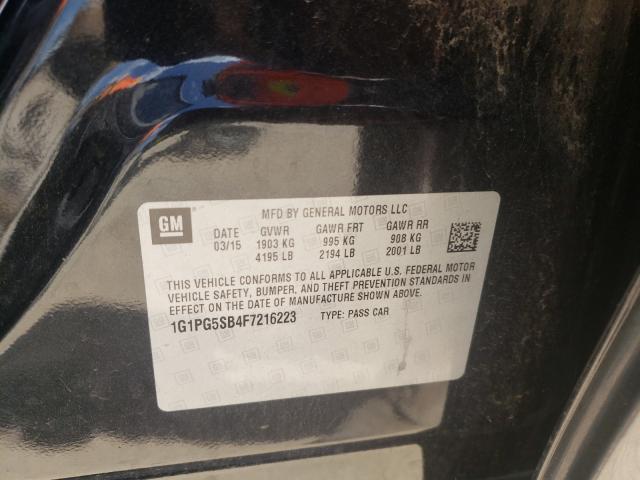 GM
MFD BY GENERAL MOTORS LLC
DATE GVWR GAWR FRT GAWR RR
03/15 1903 KG 995 KG 908 KG
4195 LB 2194 LB 2001 LB
THIS VEHICLE CONFORMS TO ALL APPLICABLE U.S. FEDERAL MOTOR
VEHICLE SAFETY, BUMPER, AND THEFT PREVENTION STANDARDS IN
EFFECT ON THE DATE OF MANUFACTURE SHOWN ABOVE.
1G1PG5SB4F7216223 TYPE: PASS CAR